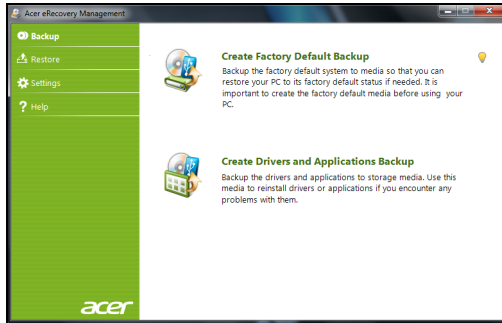 Acer eRecovery Management
Backup
Restore
Settings
? Help
Create Factory Default Backup
Backup the factory default system to media so that you can
restore your PC to its factory default status if needed. It is
important to create the factory default media before using your
PC.
Create Drivers and Applications Backup
Backup the drivers and applications to storage media. Use this
media to reinstall drivers or applications if you encounter any
problems with them.
acer